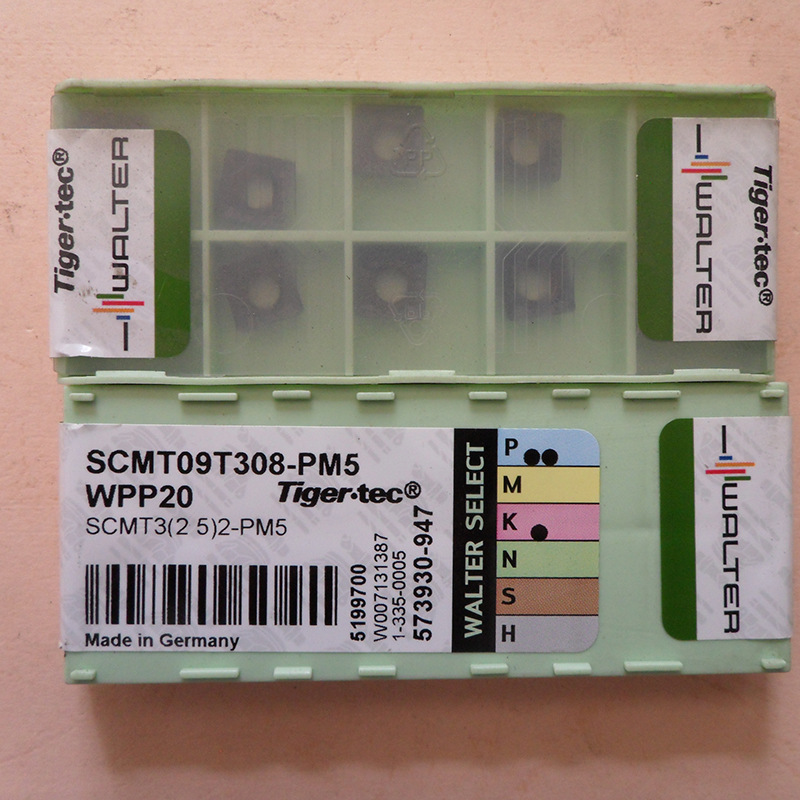 Tiger·tec®
WALTER
PP
WALTER
Tiger·tec®
SCMT09T308-PM5
WPP20
Tiger·tec®
SCMT3(2 5)2-PM5
Made in Germany
5199700
W007131387
1-335-0005
573930-947
WALTER SELECT
P
M
K
N
S
H
WALTER